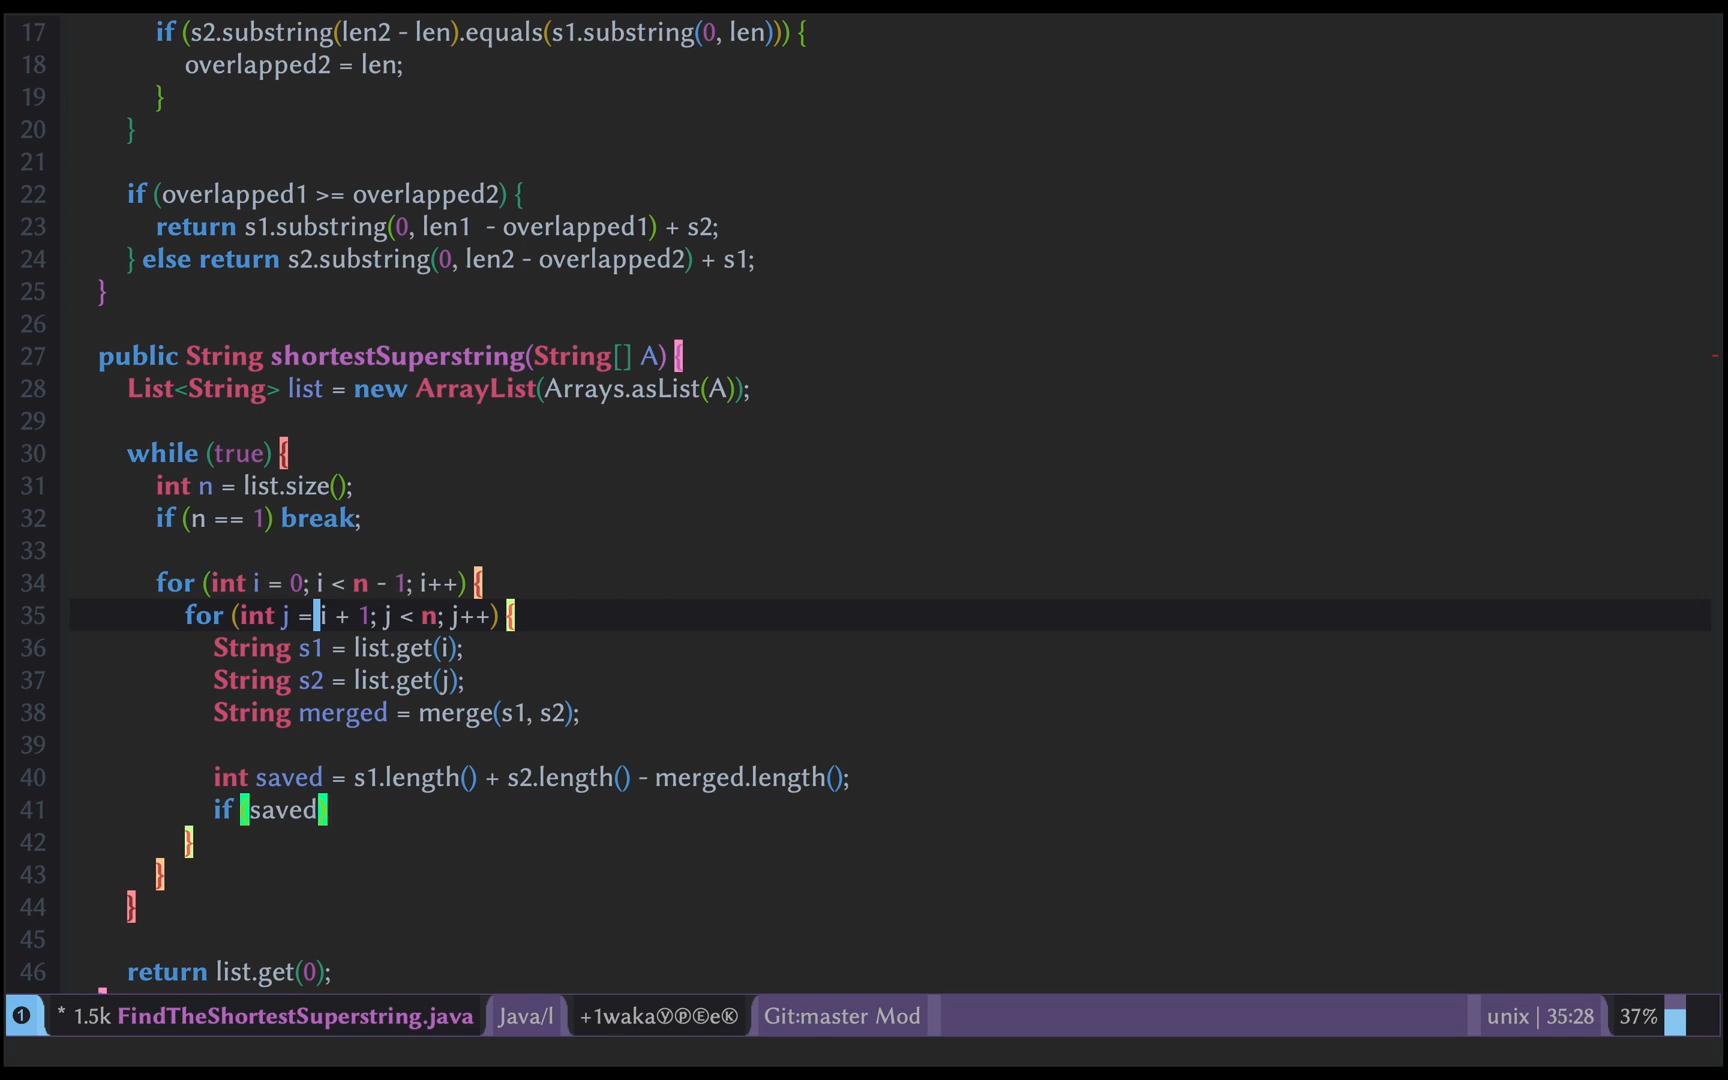 17 if (s2.substring(len2 - len).equals(s1.substring(0, len))) {
18 overlapped2 = len;
19 }
20 }
21
22 if (overlapped1 >= overlapped2) {
23 return s1.substring(0, len1  - overlapped1) + s2;
24 } else return s2.substring(0, len2 - overlapped2) + s1;
25 }
26
27 public String shortestSuperstring(String[] A) {
28 List<String> list = new ArrayList(Arrays.asList(A));
29
30 while (true) {
31 int n = list.size();
32 if (n == 1) break;
33
34 for (int i = 0; i < n - 1; i++) {
35 for (int j = i + 1; j < n; j++) {
36 String s1 = list.get(i);
37 String s2 = list.get(j);
38 String merged = merge(s1, s2);
39
40 int saved = s1.length() + s2.length() - merged.length();
41 if (saved)
42 }
43 }
44 }
45
46 return list.get(0);
❶ * 1.5k FindTheShortestSuperstring.java Java/l +1wakaⓎⓅⒺeⓀ Git:master Mod unix | 35:28 37%